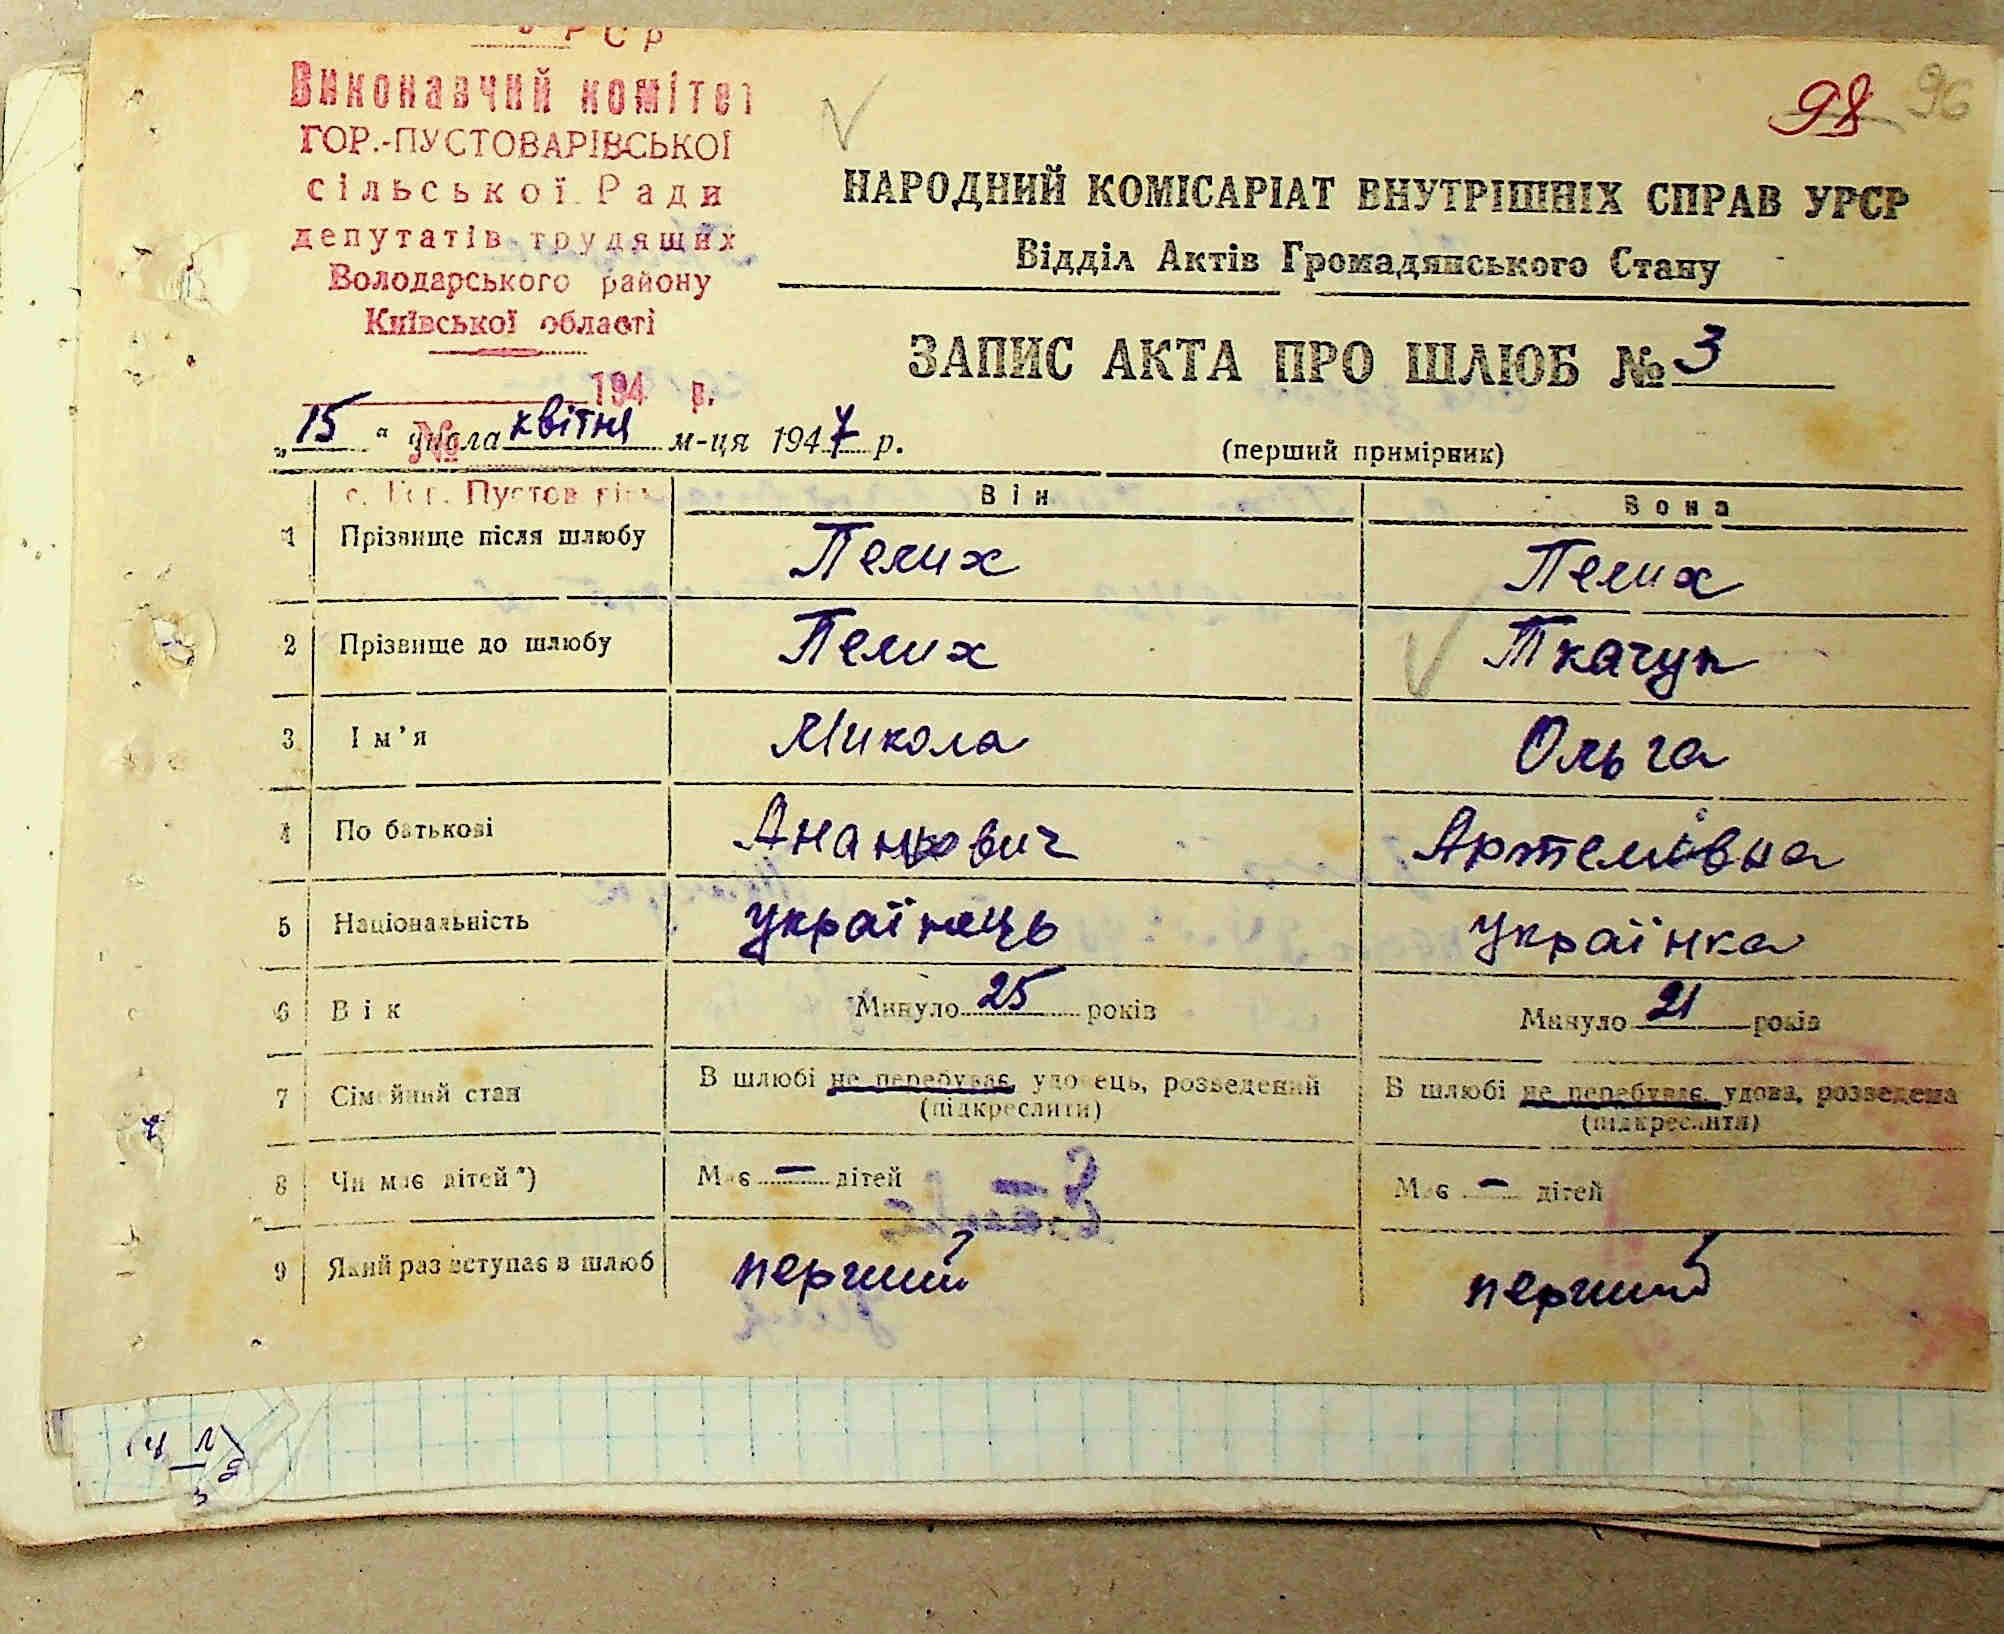 УРСР
Виконавчий комітет
ГОР.-ПУСТОВАРІВСЬКОЇ
сільської Ради
депутатів трудящих
Володарського району
Київської області
194 р.
№
98 96
НАРОДНИЙ КОМІСАРІАТ ВНУТРІШНІХ СПРАВ УРСР
Відділ Актів Громадянського Стану
ЗАПИС АКТА ПРО ШЛЮБ № 3
„15“ числа квітня м-ця 1947 р.
(перший примірник)
с. Гор. Пустоварівка
Він Вона
1 Прізвище після шлюбу Пелих Пелих
2 Прізвище до шлюбу Пелих Ткачук
3 Ім’я Микола Ольга
4 По батькові Ананьович Артемівна
5 Національність українець українка
6 Вік Минуло 25 років Минуло 21 років
7 Сімейний стан В шлюбі не перебуває, удовець, розведений В шлюбі не перебуває, удова, розведена
(підкреслити) (підкреслити)
8 Чи має дітей*) Має — дітей Має — дітей
9 Який раз вступає в шлюб перший перший